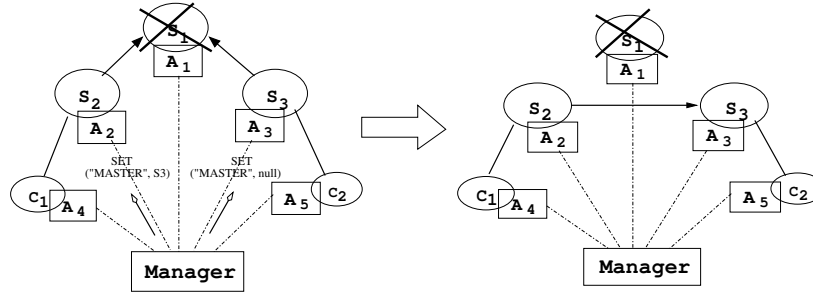 S1
A1
S2
A2
S3
A3
SET
("MASTER", S3)
SET
("MASTER", null)
C1
A4
A5
C2
Manager
S1
A1
S2
A2
S3
A3
C1
A4
A5
C2
Manager